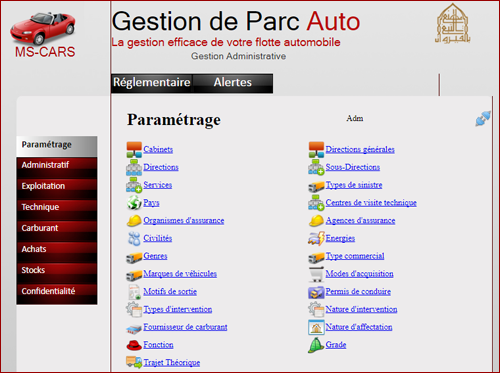 Gestion de Parc Auto
La gestion efficace de votre flotte automobile
MS-CARS
Gestion Administrative
Réglementaire Alertes
Paramétrage Adm
Paramétrage
Administratif
Exploitation
Technique
Carburant
Achats
Stocks
Confidentialité
Cabinets Directions générales
Directions Sous-Directions
Services Types de sinistre
Pays Centres de visite technique
Organismes d'assurance Agences d'assurance
Civilités Energies
Genres Type commercial
Marques de véhicules Modes d'acquisition
Motifs de sortie Permis de conduire
Types d'intervention Nature d'intervention
Fournisseur de carburant Nature d'affectation
Fonction Grade
Trajet Théorique